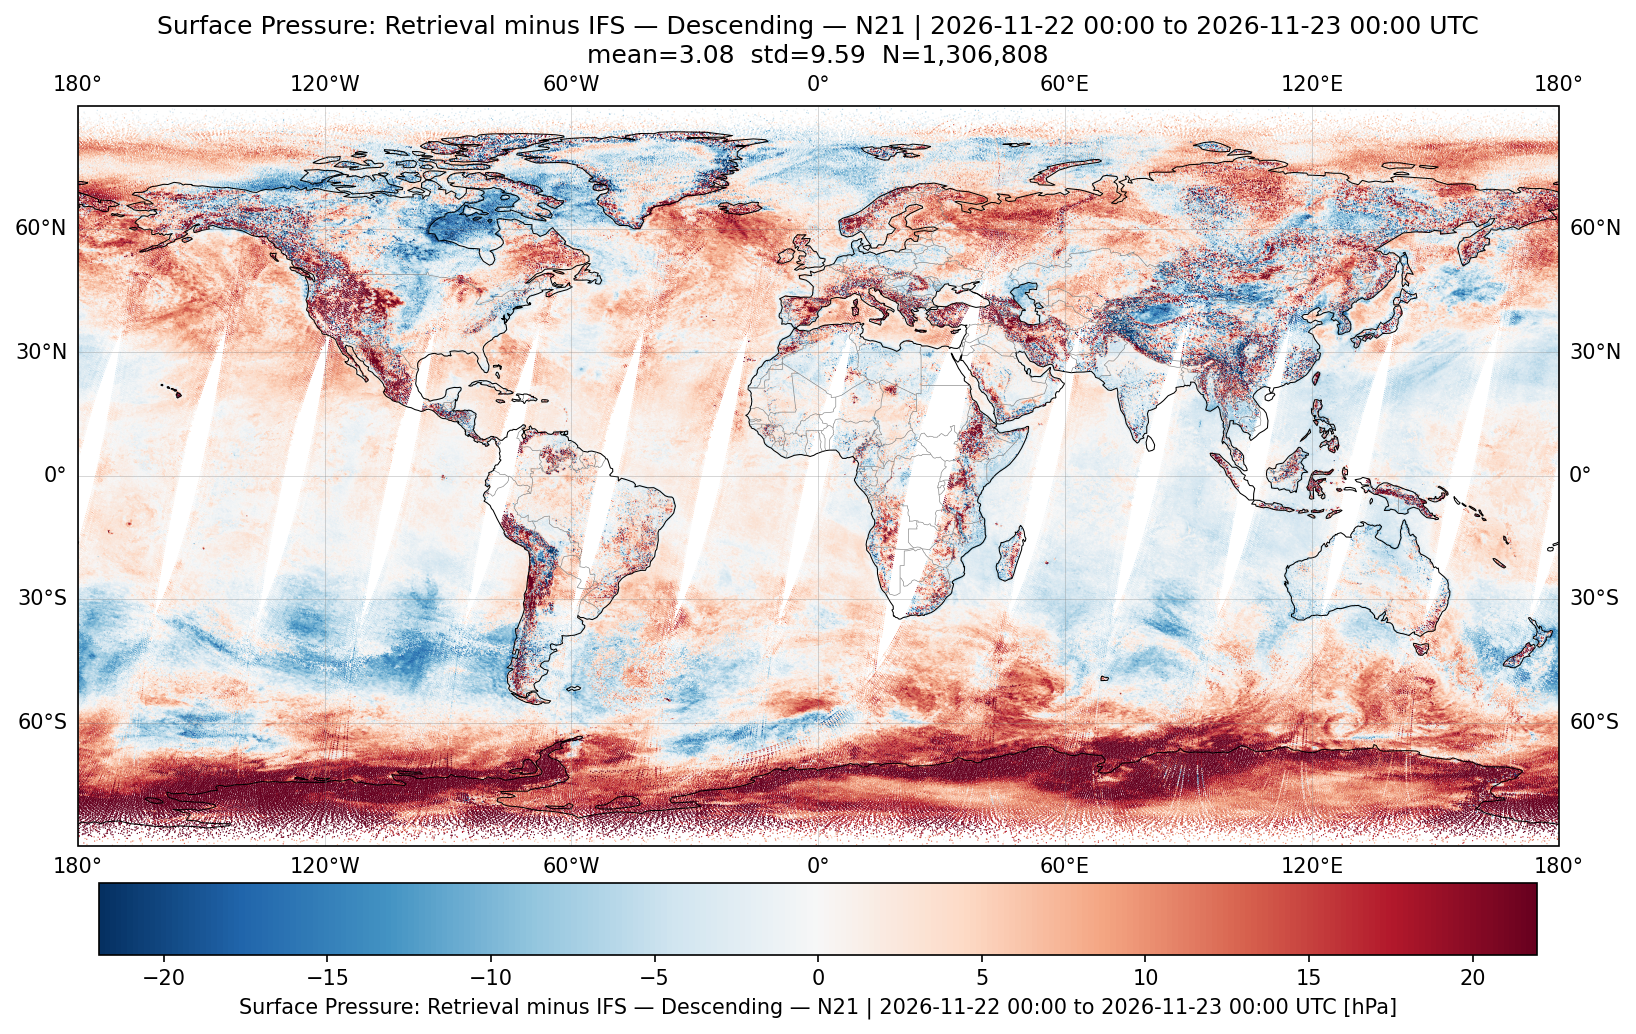 Surface Pressure: Retrieval minus IFS — Descending — N21 | 2026-11-22 00:00 to 2026-11-23 00:00 UTC
mean=3.08  std=9.59  N=1,306,808
180° 120°W 60°W 0° 60°E 120°E 180°
60°N 60°N
30°N 30°N
0° 0°
30°S 30°S
60°S 60°S
180° 120°W 60°W 0° 60°E 120°E 180°
−20 −15 −10 −5 0 5 10 15 20
Surface Pressure: Retrieval minus IFS — Descending — N21 | 2026-11-22 00:00 to 2026-11-23 00:00 UTC [hPa]